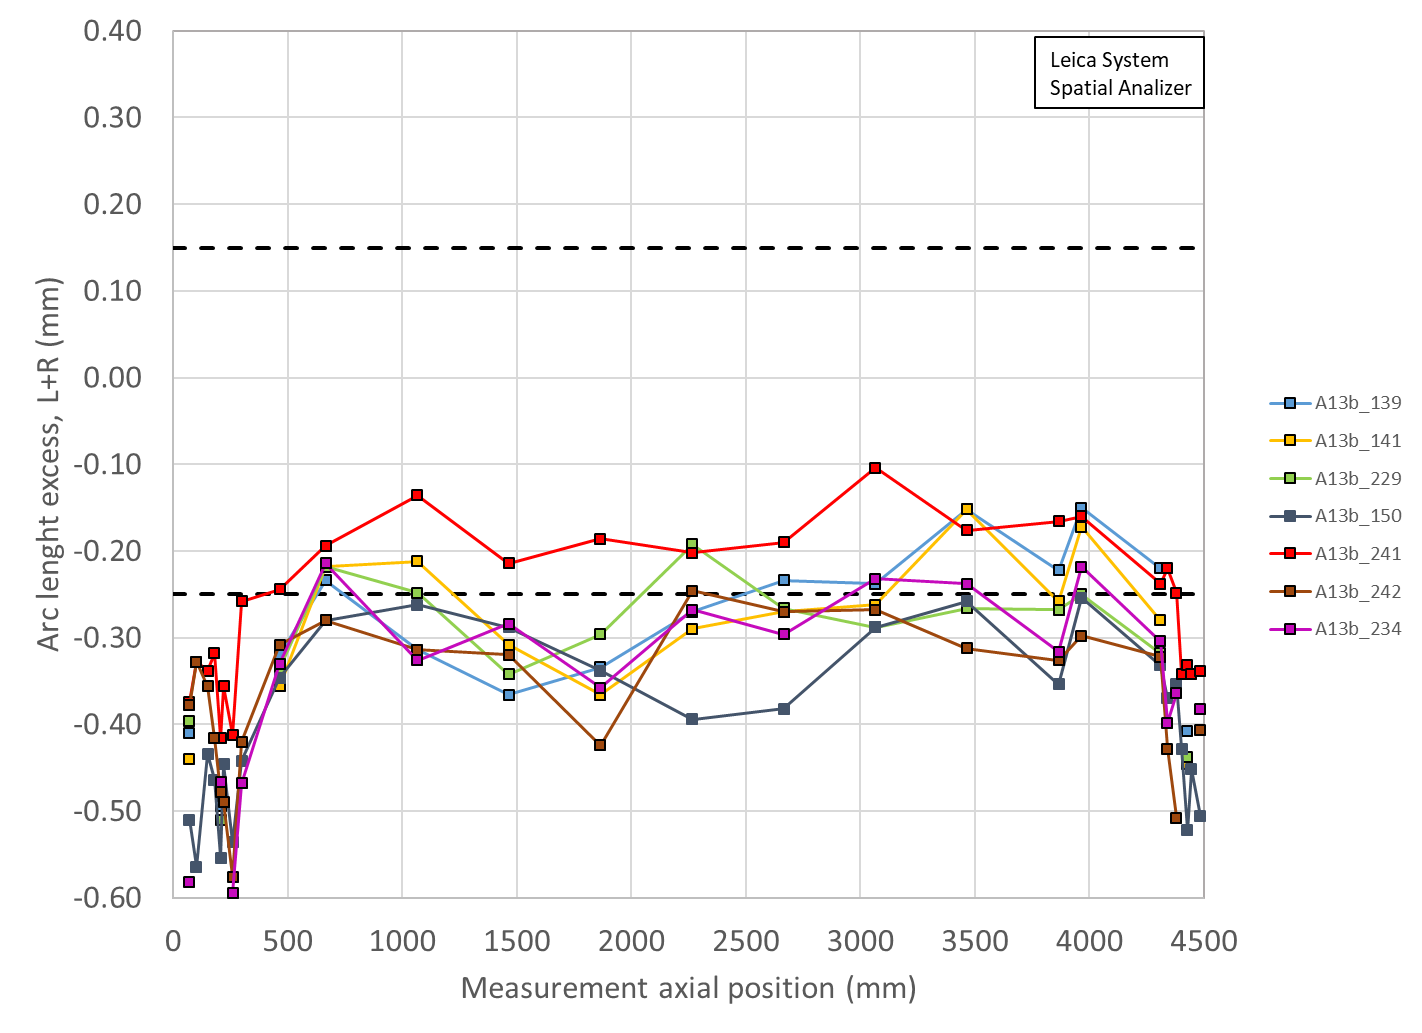 0.40
0.30
0.20
0.10
0.00
-0.10
-0.20
-0.30
-0.40
-0.50
-0.60
Arc lenght excess, L+R (mm)
Leica System
Spatial Analizer
A13b_139
A13b_141
A13b_229
A13b_150
A13b_241
A13b_242
A13b_234
0 500 1000 1500 2000 2500 3000 3500 4000 4500
Measurement axial position (mm)